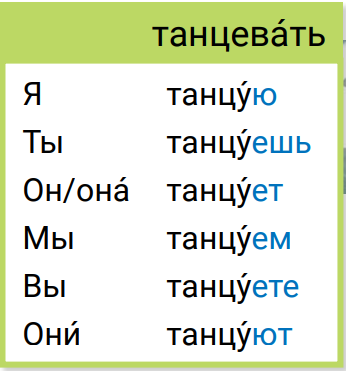 танцева́ть
Я танцу́ю
Ты танцу́ешь
Он/она́ танцу́ет
Мы танцу́ем
Вы танцу́ете
Они́ танцу́ют